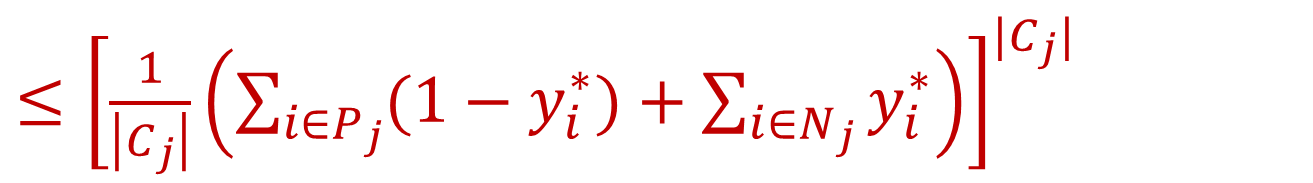 ≤ [ 1/|C_j| ( ∑_{i∈P_j} (1 − y_i^*) + ∑_{i∈N_j} y_i^* ) ]^{|C_j|}